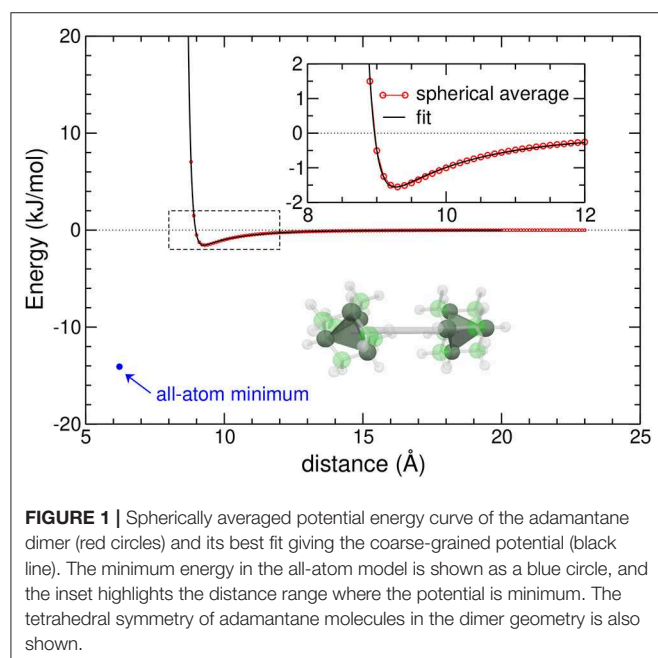 20
10
0
-10
-20
Energy (kJ/mol)
2
1
0
-1
-2
8
10
12
spherical average
fit
all-atom minimum
5
10
15
20
25
distance (Å)
FIGURE 1 | Spherically averaged potential energy curve of the adamantane
dimer (red circles) and its best fit giving the coarse-grained potential (black
line). The minimum energy in the all-atom model is shown as a blue circle, and
the inset highlights the distance range where the potential is minimum. The
tetrahedral symmetry of adamantane molecules in the dimer geometry is also
shown.